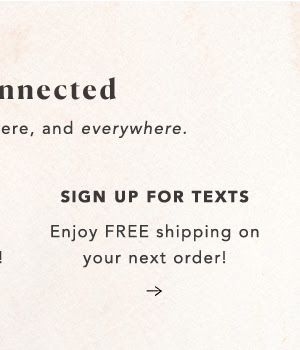 nnected
ere, and everywhere.
SIGN UP FOR TEXTS
Enjoy FREE shipping on
! your next order!
→